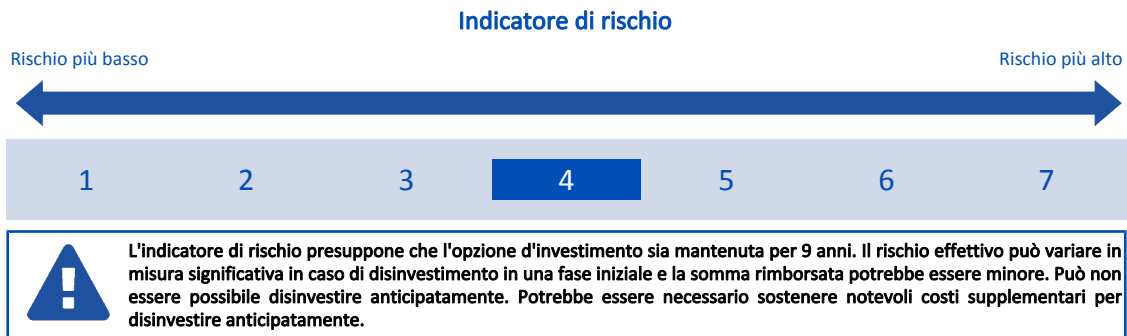 Indicatore di rischio
Rischio più basso
Rischio più alto
1 2 3 4 5 6 7
L'indicatore di rischio presuppone che l'opzione d'investimento sia mantenuta per 9 anni. Il rischio effettivo può variare in
misura significativa in caso di disinvestimento in una fase iniziale e la somma rimborsata potrebbe essere minore. Può non
essere possibile disinvestire anticipatamente. Potrebbe essere necessario sostenere notevoli costi supplementari per
disinvestire anticipatamente.